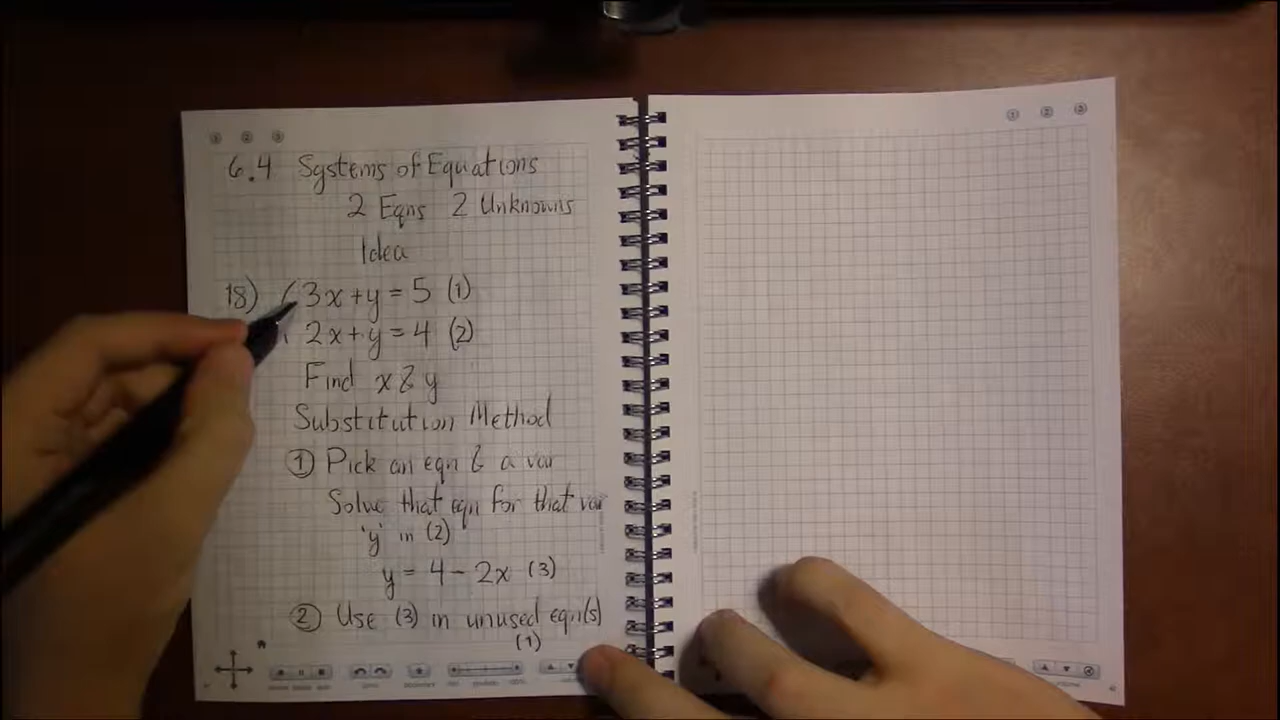 6.4 Systems of Equations
2 Eqns 2 Unknowns
Idea
18) 3x + y = 5 (1)
2x + y = 4 (2)
Find x & y
Substitution Method
① Pick an eqn & a var
Solve that eqn for that var
'y' in (2)
y = 4 - 2x (3)
② Use (3) in unused eqn(s)
(1)